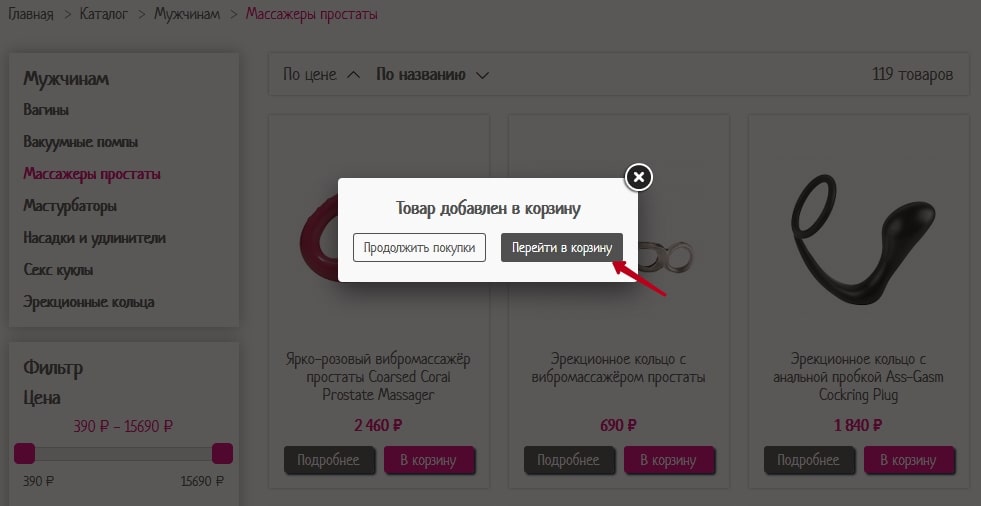 Главная > Каталог > Мужчинам > Массажеры простаты
Мужчинам
Вагины
Вакуумные помпы
Массажеры простаты
Мастурбаторы
Насадки и удлинители
Секс куклы
Эрекционные кольца
Фильтр
Цена
390 ₽ - 15690 ₽
390 ₽ 15690 ₽
По цене По названию 119 товаров
Товар добавлен в корзину
Продолжить покупки Перейти в корзину
Ярко-розовый вибромассажёр
простаты Coarsed Coral
Prostate Massager
2 460 ₽
Подробнее В корзину
Эрекционное кольцо с
вибромассажёром простаты
690 ₽
Подробнее В корзину
Эрекционное кольцо с
анальной пробкой Ass-Gasm
Cockring Plug
1 840 ₽
Подробнее В корзину